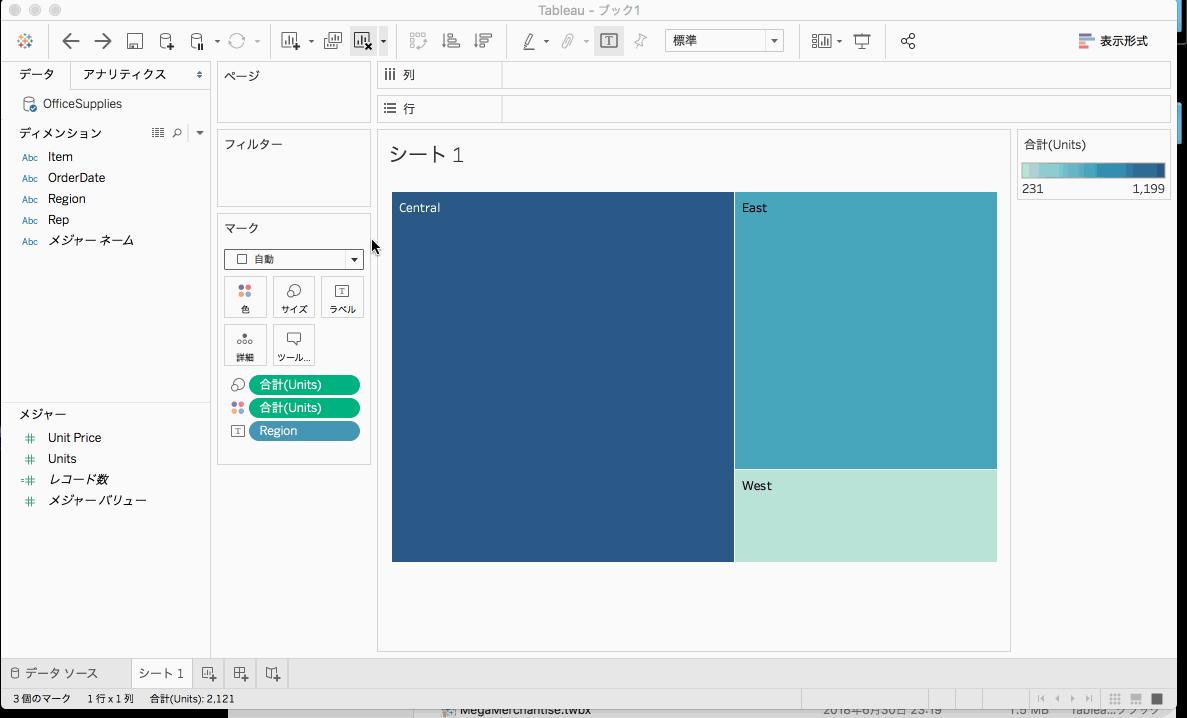 Tableau - ブック1
標準
表示形式
データ
アナリティクス
OfficeSupplies
ディメンション
Abc Item
Abc OrderDate
Abc Region
Abc Rep
Abc メジャー ネーム
メジャー
Unit Price
Units
レコード数
メジャー バリュー
ページ
フィルター
マーク
自動
色
サイズ
ラベル
詳細
ツール...
合計(Units)
合計(Units)
Region
列
行
シート 1
Central
East
West
合計(Units)
231
1,199
データ ソース
シート 1
3 個のマーク
1 行 x 1 列
合計(Units): 2,121
MegaMerchantise.twbx
2018年6月30日 23:19
1.5 MB
Tablea...ブック